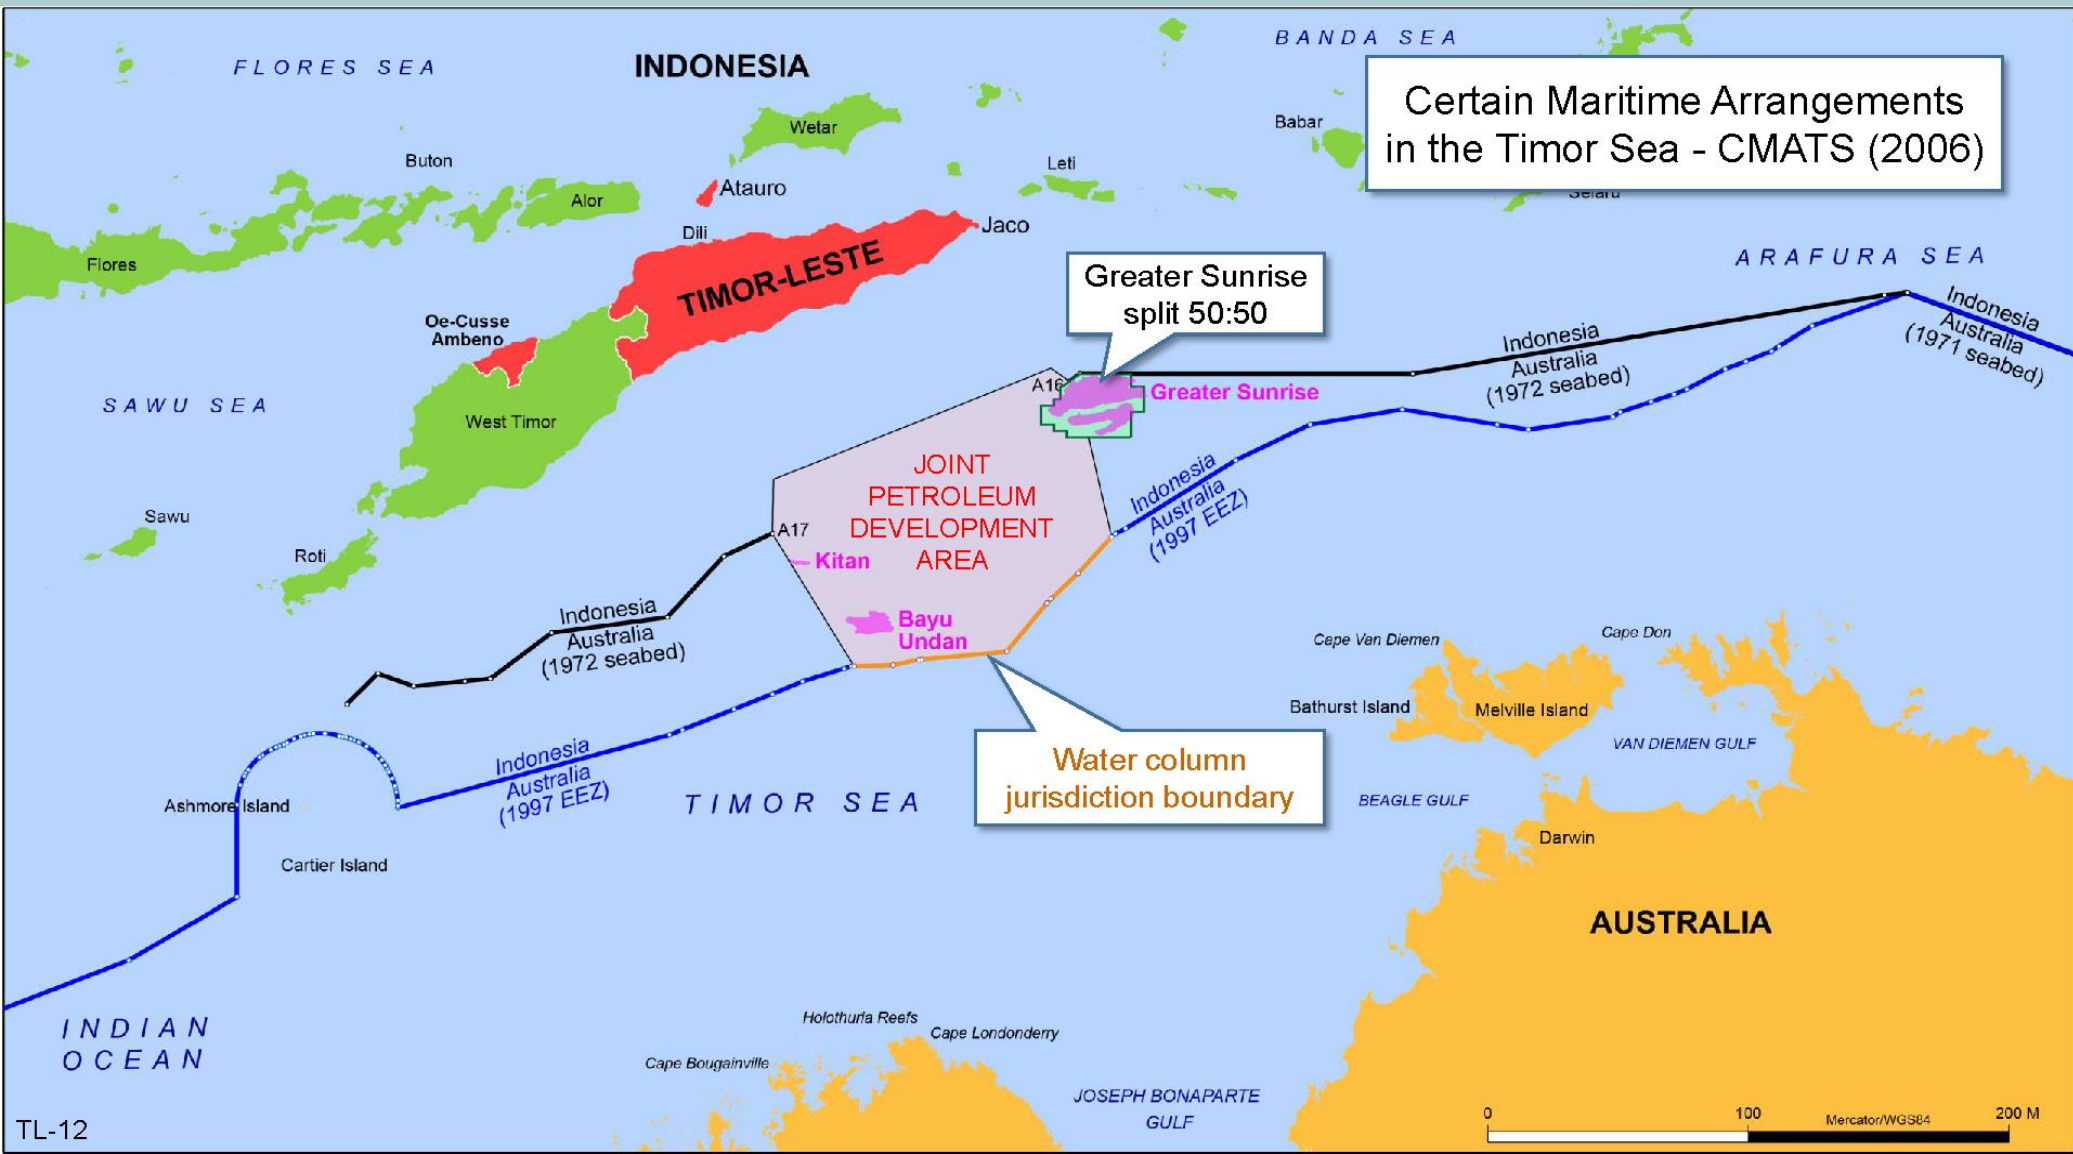 FLORES SEA
INDONESIA
BANDA SEA
Certain Maritime Arrangements
in the Timor Sea - CMATS (2006)
Wetar
Babar
Buton
Leti
Alor
Atauro
Selaru
Dili
Jaco
Flores
TIMOR-LESTE
ARAFURA SEA
Greater Sunrise
split 50:50
Oe-Cusse
Ambeno
Indonesia
Australia
(1971 seabed)
Indonesia
Australia
(1972 seabed)
A16
Greater Sunrise
SAWU SEA
West Timor
JOINT
PETROLEUM
DEVELOPMENT
AREA
Indonesia
Australia
(1997 EEZ)
Sawu
A17
Roti
Kitan
Indonesia
Australia
(1972 seabed)
Bayu
Undan
Cape Van Diemen
Cape Don
Bathurst Island
Melville Island
VAN DIEMEN GULF
Water column
jurisdiction boundary
Indonesia
Australia
(1997 EEZ)
TIMOR SEA
BEAGLE GULF
Ashmore Island
Darwin
Cartier Island
AUSTRALIA
INDIAN
OCEAN
Holothuria Reefs
Cape Londonderry
Cape Bougainville
JOSEPH BONAPARTE
GULF
0
100
200 M
Mercator/WGS84
TL-12